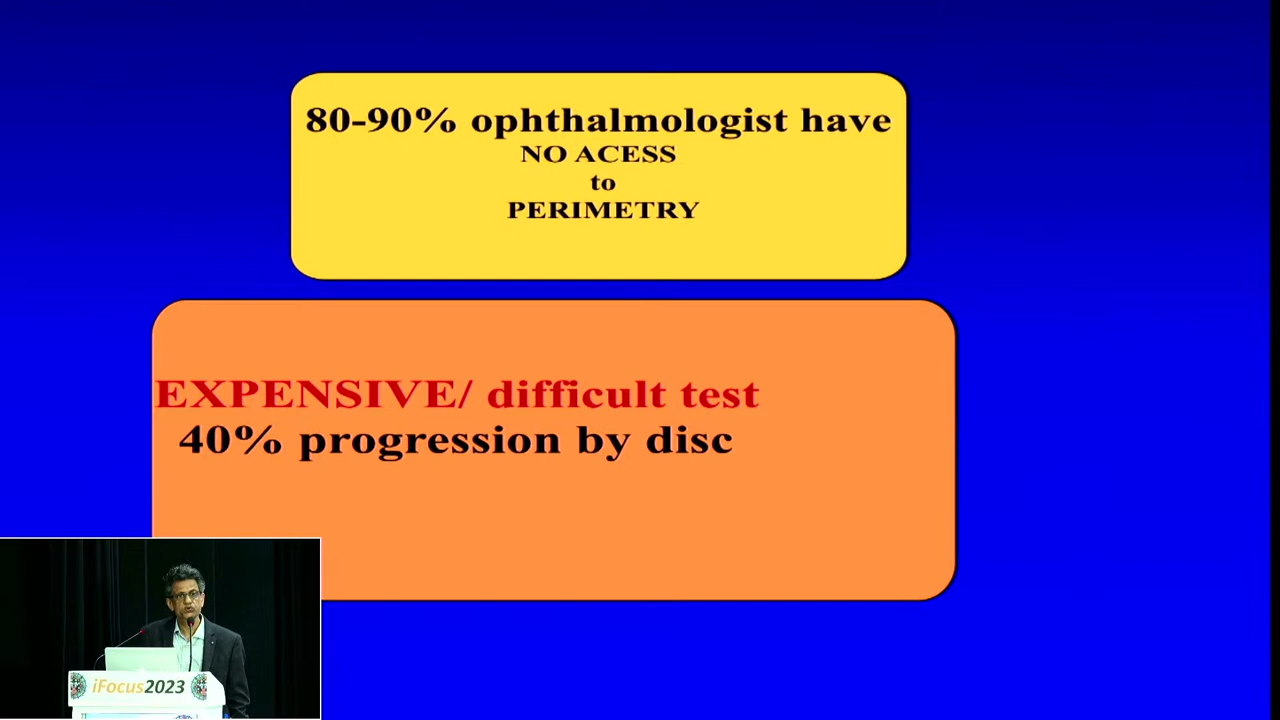 80-90% ophthalmologist have
NO ACESS
to
PERIMETRY
EXPENSIVE/ difficult test
40% progression by disc
iFocus2023